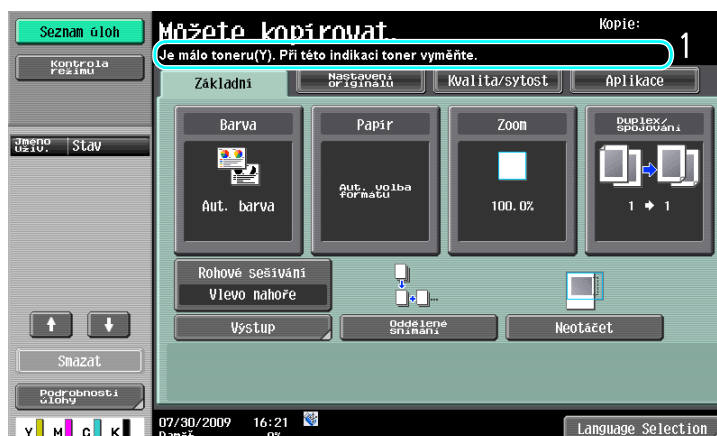 Seznam úloh
Kontrola
režimu
Jméno
uživ.
Stav
Smazat
Podrobnosti
úlohy
Y M C K
Můžete kopírovat.
Kopie:
1
Je málo toneru(Y). Při této indikaci toner vyměňte.
Základní
Nastavení
originálu
Kvalita/sytost
Aplikace
Barva
Papír
Zoom
Duplex/
spojování
Aut. barva
Aut. volba
formátu
100.0%
1 → 1
Rohové sešívání
Vlevo nahoře
Výstup
Oddělené
snímání
Neotáčet
07/30/2009 16:21
Paměť 0%
Language Selection